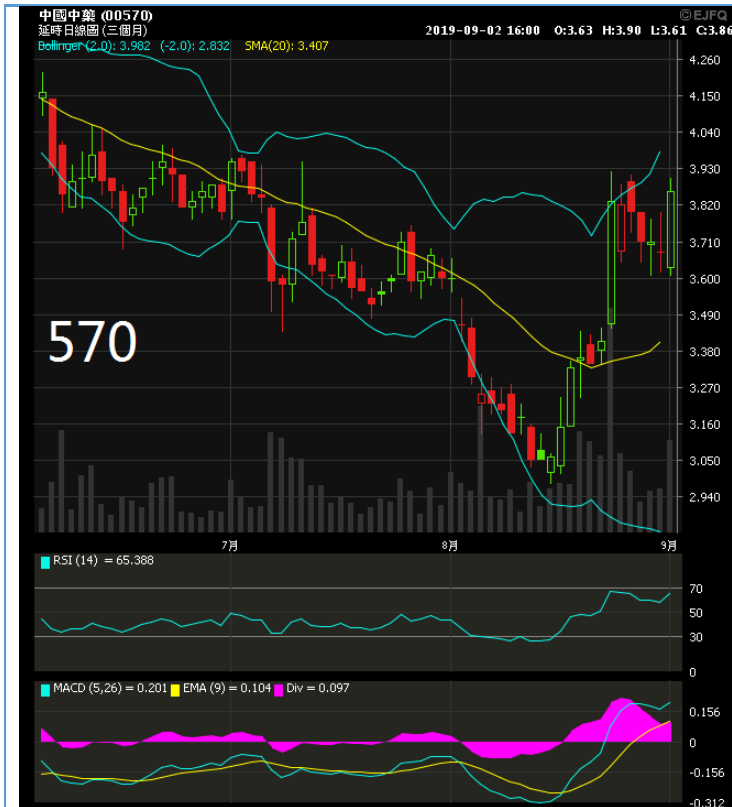 中國中藥 (00570)
©EJFQ
延時日線圖 (三個月)
2019-09-02 16:00 O:3.63 H:3.90 L:3.61 C:3.86
Bollinger (2.0): 3.982 (-2.0): 2.832 SMA(20): 3.407
4.260
4.150
4.040
3.930
3.820
3.710
3.600
3.490
570
3.380
3.270
3.160
3.050
2.940
7月 8月 9月
RSI (14) = 65.388
70
50
30
0
MACD (5,26) = 0.201 EMA (9) = 0.104 Div = 0.097
0.156
0
-0.156
-0.312